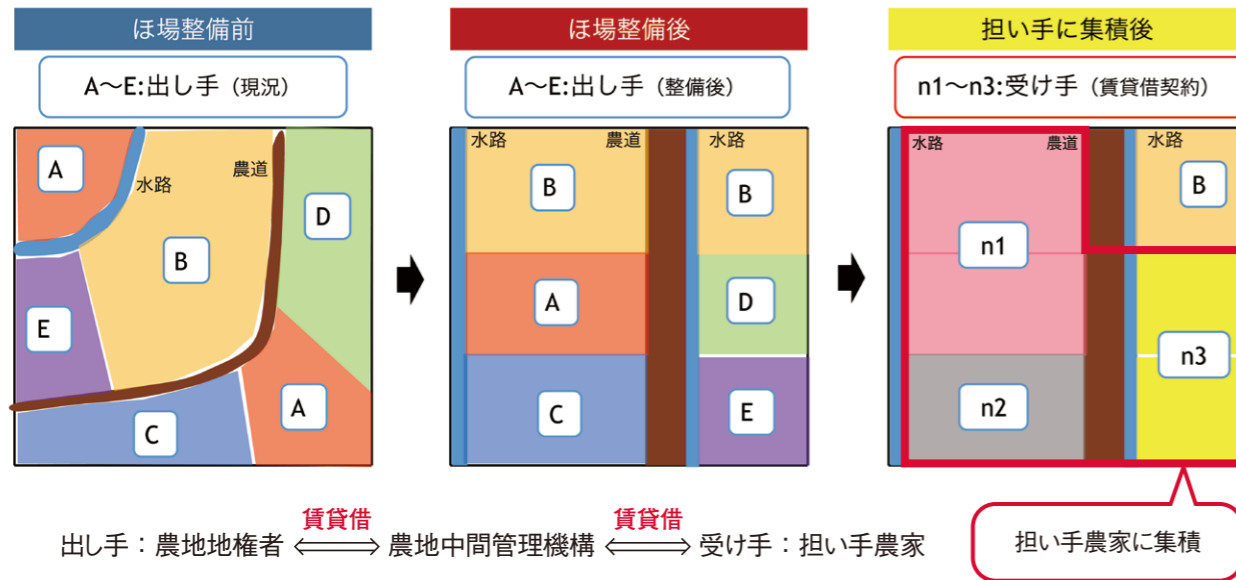 ほ場整備前
A～E:出し手（現況）
A
水路
農道
D
B
E
A
C
ほ場整備後
A～E:出し手（整備後）
水路
農道
水路
B
B
A
D
C
E
担い手に集積後
n1～n3:受け手（賃貸借契約）
水路
農道
水路
B
n1
n3
n2
担い手農家に集積
賃貸借
賃貸借
出し手：農地地権者 ⟺ 農地中間管理機構 ⟺ 受け手：担い手農家